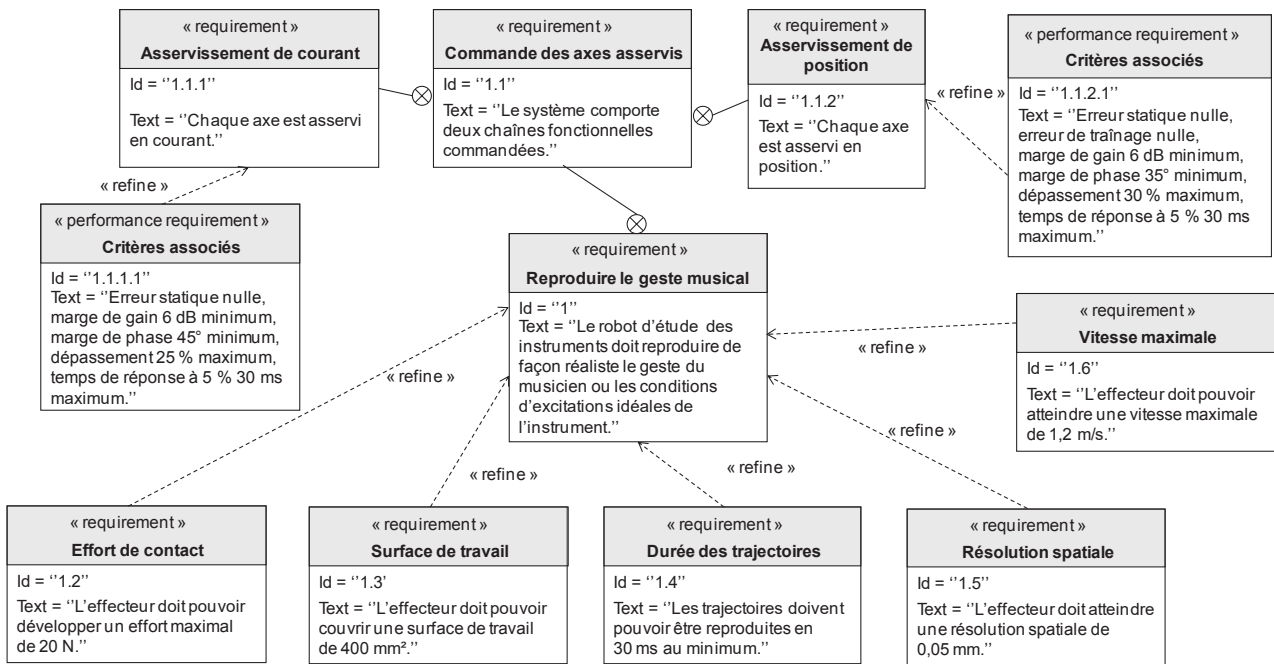 « requirement »
Asservissement de courant
Id = ‘’1.1.1’’
Text = ‘’Chaque axe est asservi
en courant.’’
« requirement »
Commande des axes asservis
Id = ‘’1.1’’
Text = ‘’Le système comporte
deux chaînes fonctionnelles
commandées.’’
« requirement »
Asservissement de
position
Id = ‘’1.1.2’’
Text = ‘’Chaque axe
est asservi en
position.’’
« refine »
« performance requirement »
Critères associés
Id = ‘’1.1.2.1’’
Text = ‘’Erreur statique nulle,
erreur de traînage nulle,
marge de gain 6 dB minimum,
marge de phase 35° minimum,
dépassement 30 % maximum,
temps de réponse à 5 % 30 ms
maximum.’’
« refine »
« performance requirement »
Critères associés
Id = ‘’1.1.1.1’’
Text = ‘’Erreur statique nulle,
marge de gain 6 dB minimum,
marge de phase 45° minimum,
dépassement 25 % maximum,
temps de réponse à 5 % 30 ms
maximum.’’
« requirement »
Reproduire le geste musical
Id = ‘’1’’
Text = ‘’Le robot d’étude des
instruments doit reproduire de
façon réaliste le geste du
musicien ou les conditions
d’excitations idéales de
l’instrument.’’
« requirement »
Vitesse maximale
Id = ‘’1.6’’
Text = ‘’L’effecteur doit pouvoir
atteindre une vitesse maximale
de 1,2 m/s.’’
« refine »
« refine »
« refine »
« refine »
« refine »
« requirement »
Effort de contact
Id = ‘’1.2’’
Text = ‘’L’effecteur doit pouvoir
développer un effort maximal
de 20 N.’’
« requirement »
Surface de travail
Id = ‘’1.3’
Text = ‘’L’effecteur doit pouvoir
couvrir une surface de travail
de 400 mm².’’
« requirement »
Durée des trajectoires
Id = ‘’1.4’’
Text = ‘’Les trajectoires doivent
pouvoir être reproduites en
30 ms au minimum.’’
« requirement »
Résolution spatiale
Id = ‘’1.5’’
Text = ‘’L’effecteur doit atteindre
une résolution spatiale de
0,05 mm.’’